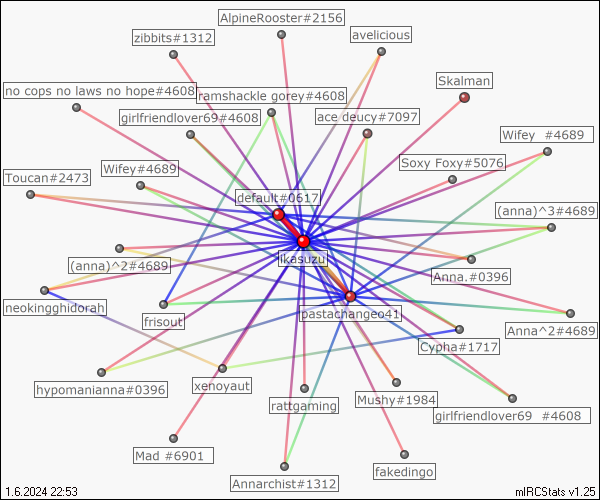 AlpineRooster#2156
zibbits#1312
avelicious
Skalman
no cops no laws no hope#4608
ramshackle gorey#4608
girlfriendlover69#4608
ace deucy#7097
Wifey  #4689
Toucan#2473
Wifey#4689
Soxy Foxy#5076
default#0617
(anna)^3#4689
ikasuzu
(anna)^2#4689
Anna.#0396
neokingghidorah
frisout
pastachangeo41
Anna^2#4689
Cypha#1717
hypomanianna#0396
xenoyaut
rattgaming
Mushy#1984
girlfriendlover69  #4608
Mad #6901
Annarchist#1312
fakedingo
1.6.2024 22:53
mIRCStats v1.25